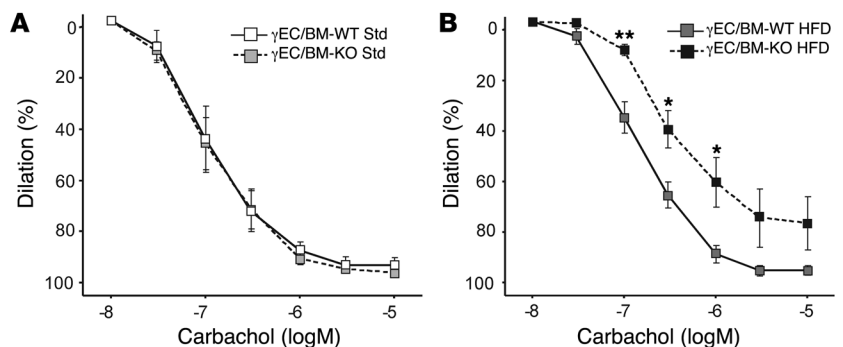 A
γEC/BM-WT Std
γEC/BM-KO Std
0
20
40
60
80
100
Dilation (%)
-8
-7
-6
-5
Carbachol (logM)
B
γEC/BM-WT HFD
γEC/BM-KO HFD
**
*
*
0
20
40
60
80
100
Dilation (%)
-8
-7
-6
-5
Carbachol (logM)